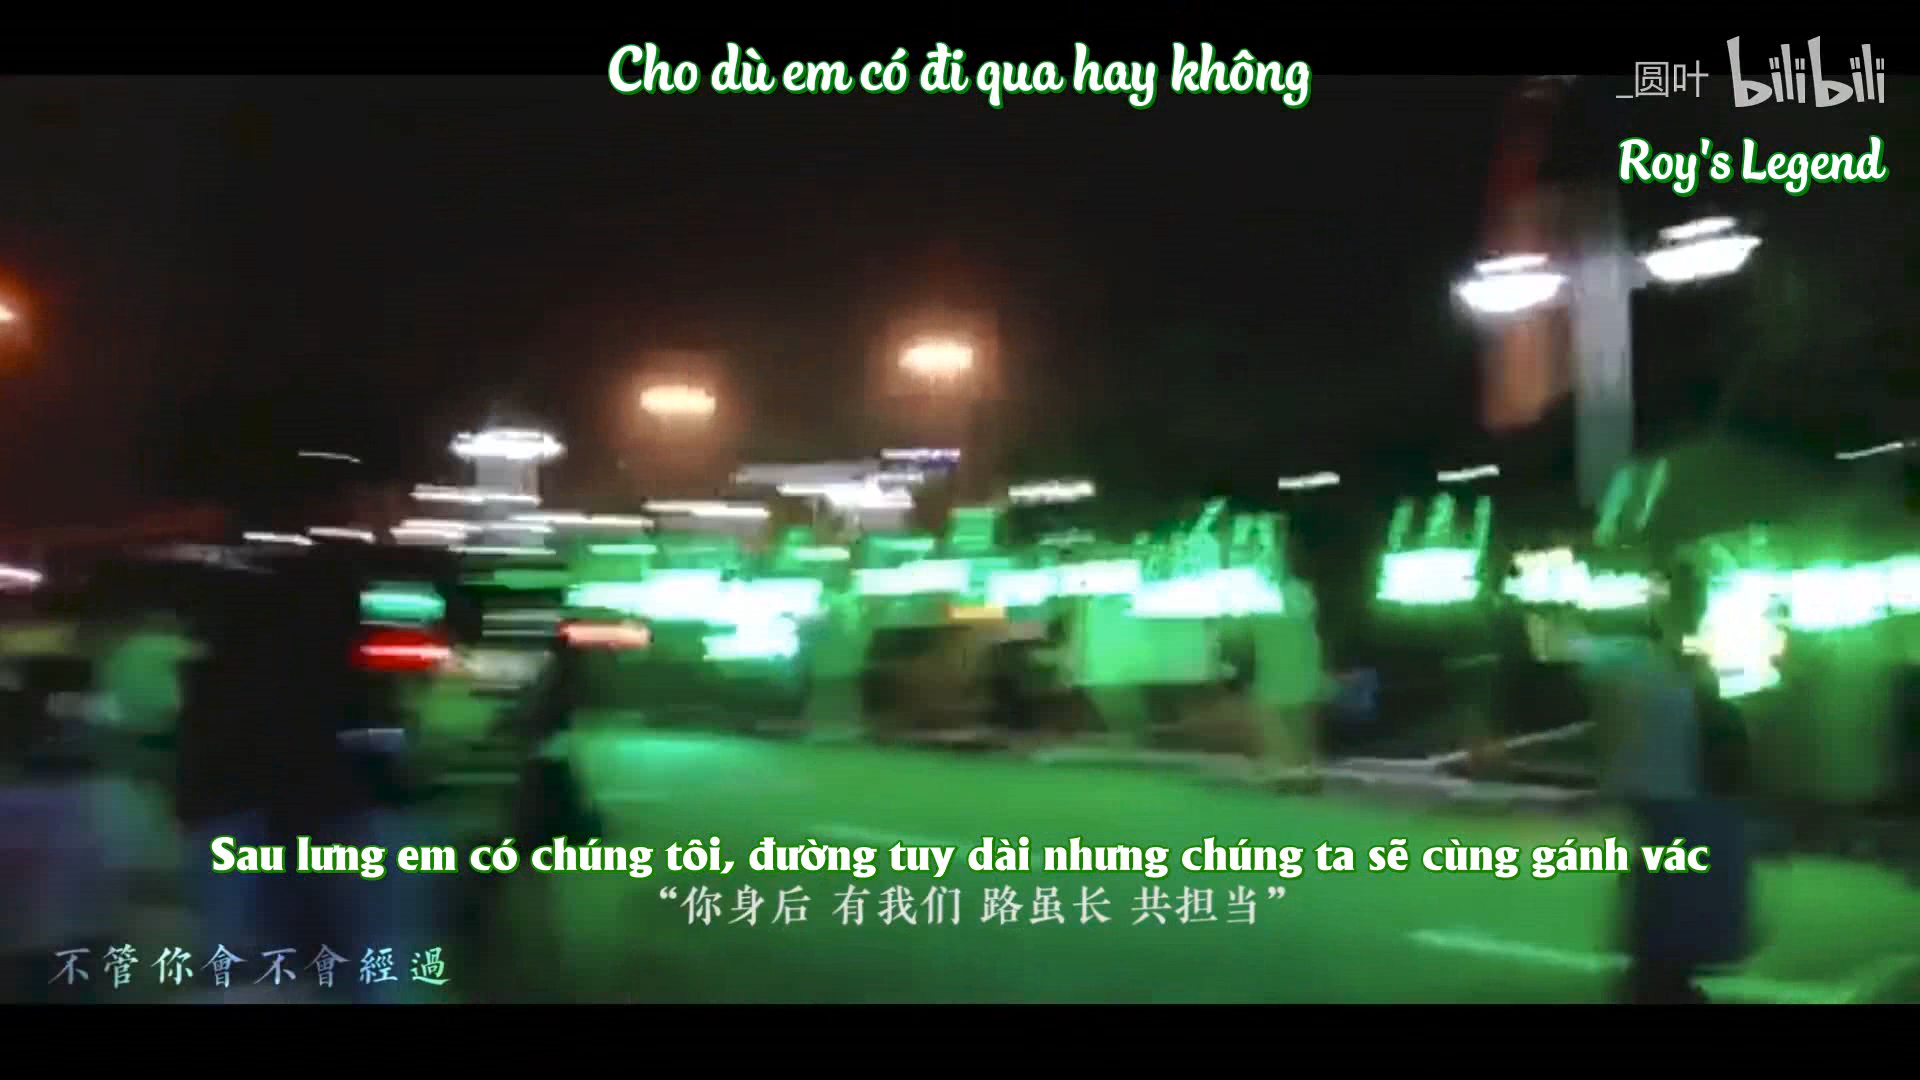 Cho dù em có đi qua hay không
_圆叶 bilibili
Roy's Legend
Sau lưng em có chúng tôi, đường tuy dài nhưng chúng ta sẽ cùng gánh vác
“你身后 有我们 路虽长 共担当”
不管你會不會經過